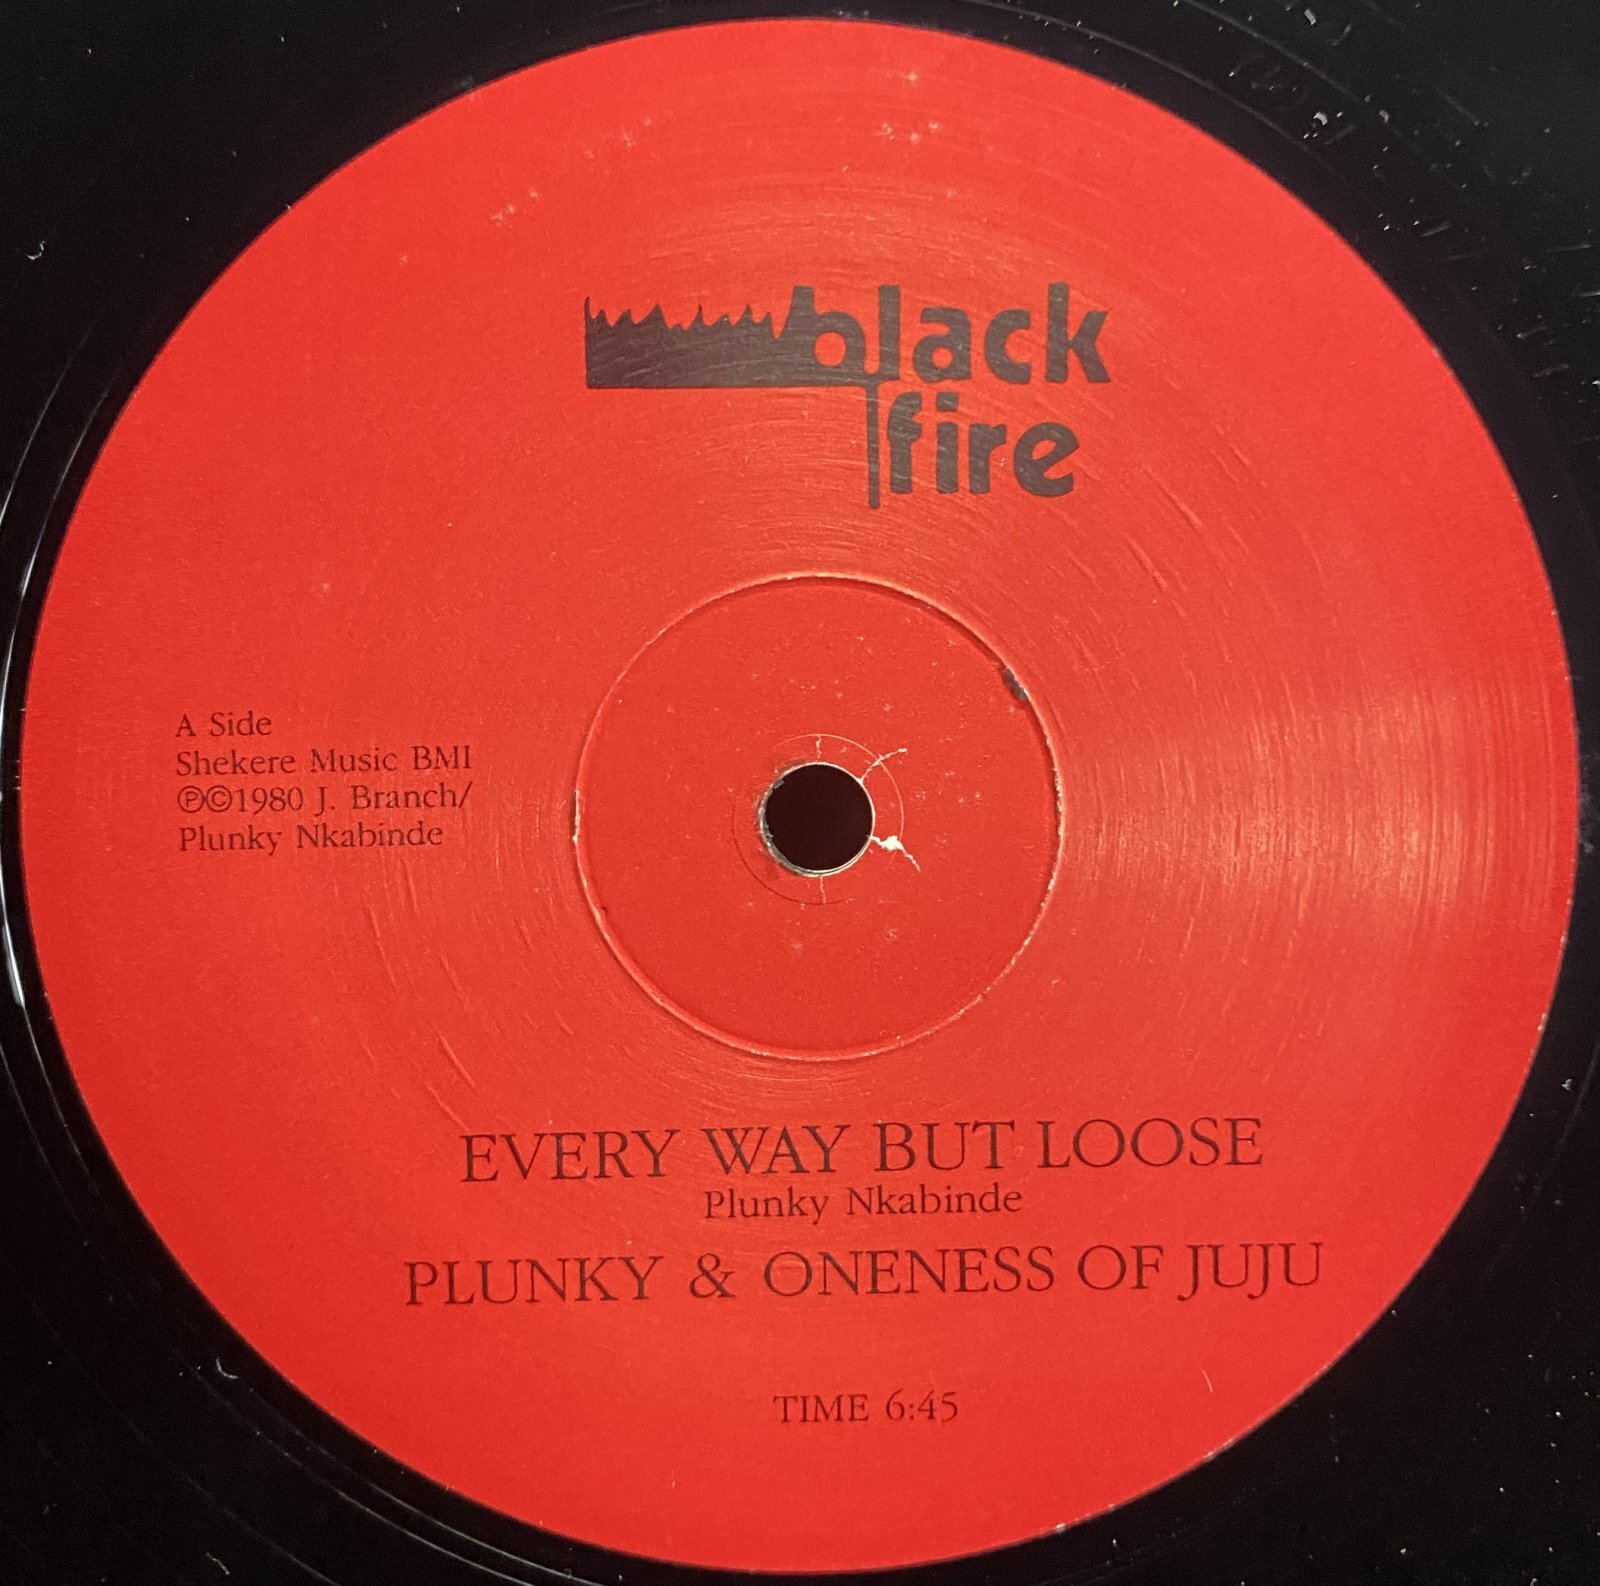 black
fire
A Side
Shekere Music BMI
℗©1980 J. Branch/
Plunky Nkabinde
EVERY WAY BUT LOOSE
Plunky Nkabinde
PLUNKY & ONENESS OF JUJU
TIME 6:45